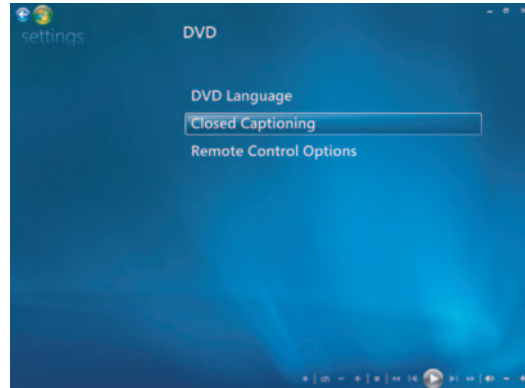 settings
DVD
DVD Language
Closed Captioning
Remote Control Options